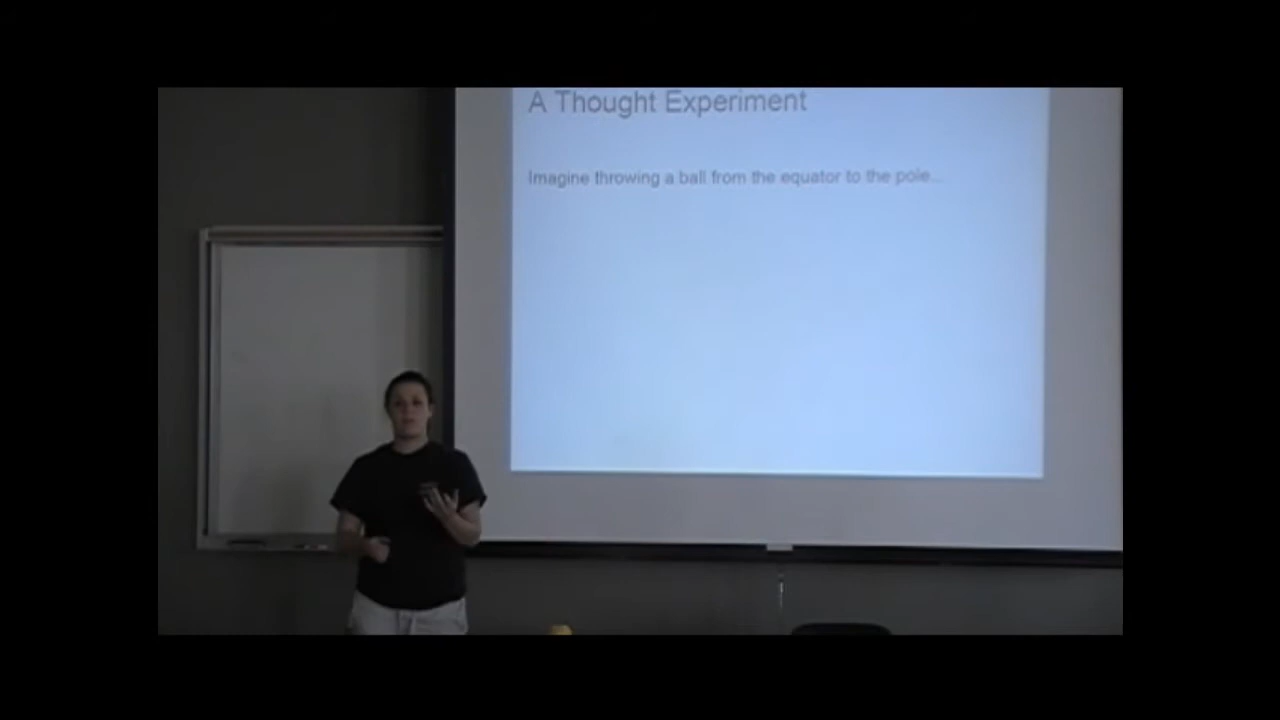 A Thought Experiment
Imagine throwing a ball from the equator to the pole...